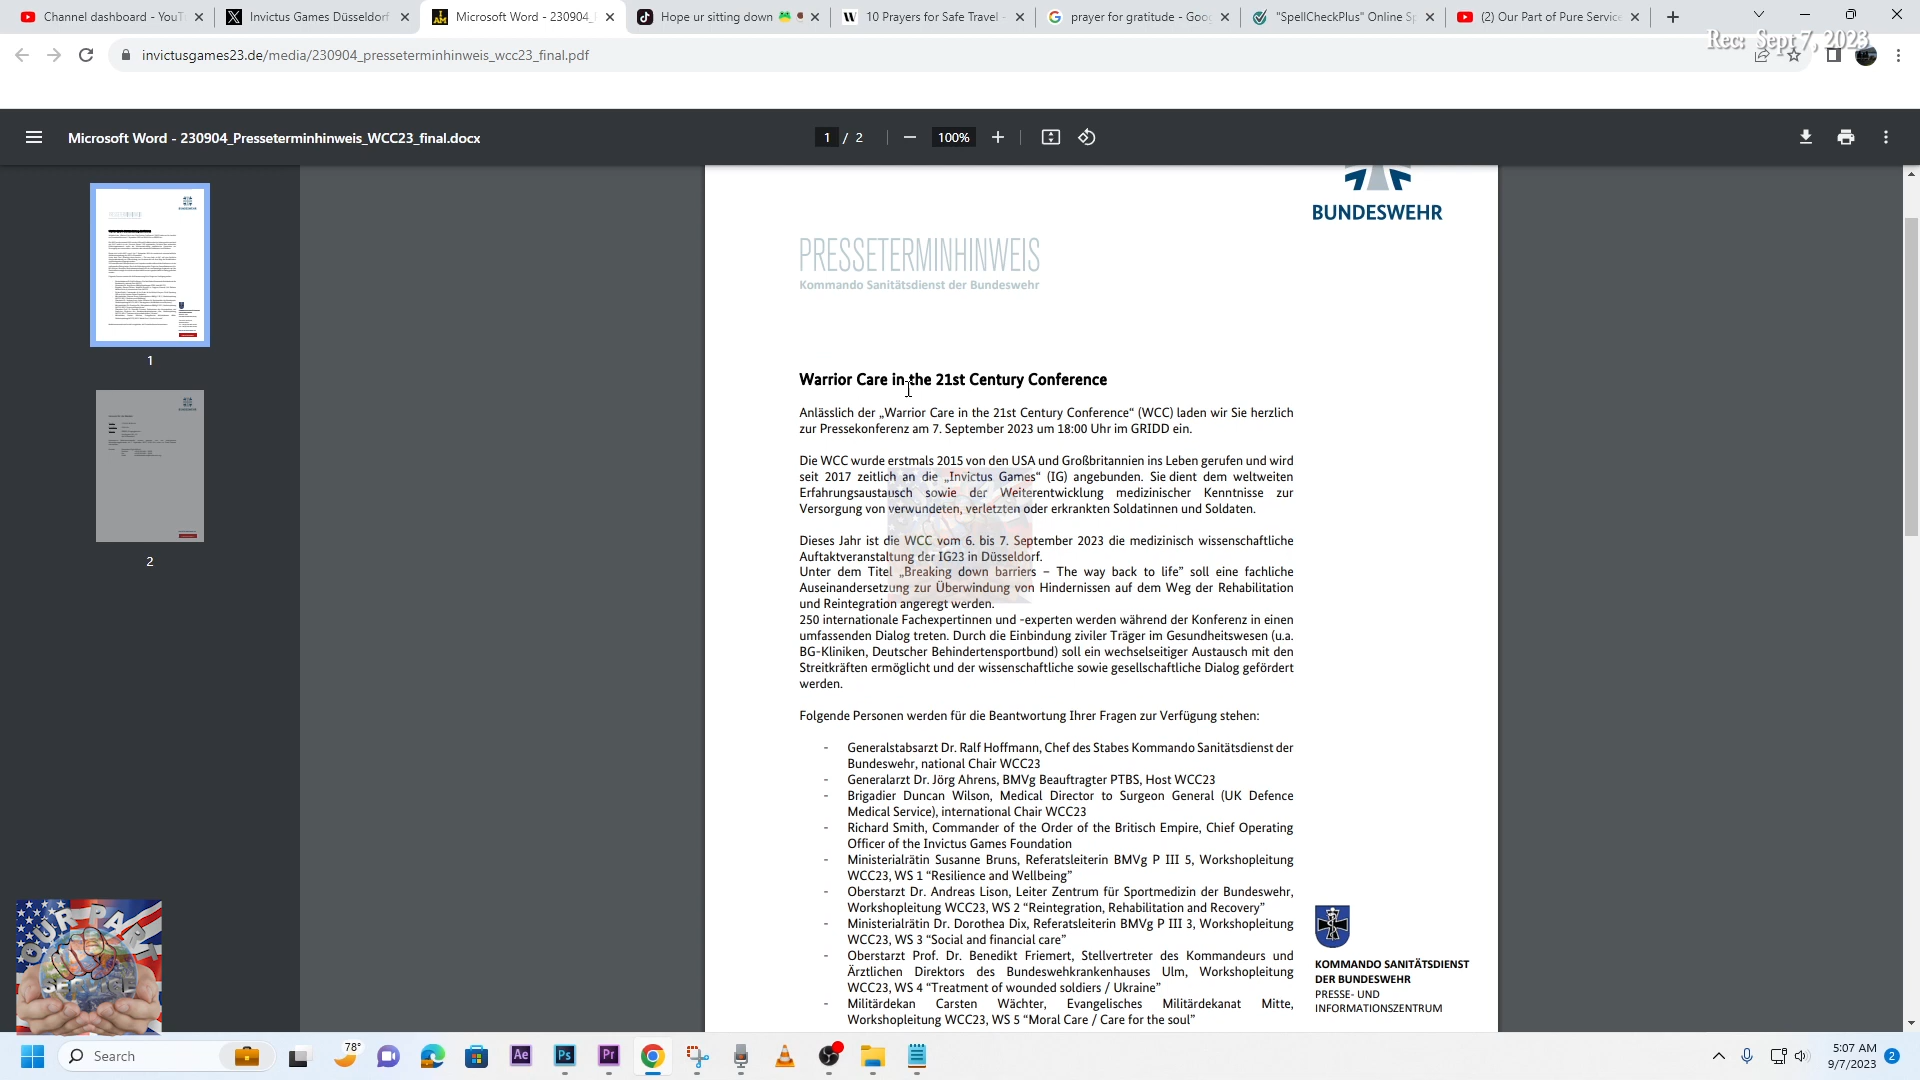 Channel dashboard - YouT
Invictus Games Düsseldorf
Microsoft Word - 230904_
Hope ur sitting down
10 Prayers for Safe Travel -
prayer for gratitude - Goo
"SpellCheckPlus" Online Sp
(2) Our Part of Pure Service
Rec: Sept 7, 2023
invictusgames23.de/media/230904_presseterminhinweis_wcc23_final.pdf
Microsoft Word - 230904_Presseterminhinweis_WCC23_final.docx
1 / 2
100%
BUNDESWEHR
PRESSETERMINHINWEIS
Kommando Sanitätsdienst der Bundeswehr
Warrior Care in the 21st Century Conference
Anlässlich der „Warrior Care in the 21st Century Conference“ (WCC) laden wir Sie herzlich
zur Pressekonferenz am 7. September 2023 um 18:00 Uhr im GRIDD ein.
Die WCC wurde erstmals 2015 von den USA und Großbritannien ins Leben gerufen und wird
seit 2017 zeitlich an die „Invictus Games“ (IG) angebunden. Sie dient dem weltweiten
Erfahrungsaustausch sowie der Weiterentwicklung medizinischer Kenntnisse zur
Versorgung von verwundeten, verletzten oder erkrankten Soldatinnen und Soldaten.
Dieses Jahr ist die WCC vom 6. bis 7. September 2023 die medizinisch wissenschaftliche
Auftaktveranstaltung der IG23 in Düsseldorf.
Unter dem Titel „Breaking down barriers – The way back to life” soll eine fachliche
Auseinandersetzung zur Überwindung von Hindernissen auf dem Weg der Rehabilitation
und Reintegration angeregt werden.
250 internationale Fachexpertinnen und -experten werden während der Konferenz in einen
umfassenden Dialog treten. Durch die Einbindung ziviler Träger im Gesundheitswesen (u.a.
BG-Kliniken, Deutscher Behindertensportbund) soll ein wechselseitiger Austausch mit den
Streitkräften ermöglicht und der wissenschaftliche sowie gesellschaftliche Dialog gefördert
werden.
Folgende Personen werden für die Beantwortung Ihrer Fragen zur Verfügung stehen:
- Generalstabsarzt Dr. Ralf Hoffmann, Chef des Stabes Kommando Sanitätsdienst der
Bundeswehr, national Chair WCC23
- Generalarzt Dr. Jörg Ahrens, BMVg Beauftragter PTBS, Host WCC23
- Brigadier Duncan Wilson, Medical Director to Surgeon General (UK Defence
Medical Service), international Chair WCC23
- Richard Smith, Commander of the Order of the Britisch Empire, Chief Operating
Officer of the Invictus Games Foundation
- Ministerialrätin Susanne Bruns, Referatsleiterin BMVg P III 5, Workshopleitung
WCC23, WS 1 “Resilience and Wellbeing”
- Oberstarzt Dr. Andreas Lison, Leiter Zentrum für Sportmedizin der Bundeswehr,
Workshopleitung WCC23, WS 2 “Reintegration, Rehabilitation and Recovery”
- Ministerialrätin Dr. Dorothea Dix, Referatsleiterin BMVg P III 3, Workshopleitung
WCC23, WS 3 “Social and financial care”
- Oberstarzt Prof. Dr. Benedikt Friemert, Stellvertreter des Kommandeurs und
Ärztlichen Direktors des Bundeswehkrankenhauses Ulm, Workshopleitung
WCC23, WS 4 “Treatment of wounded soldiers / Ukraine”
- Militärdekan Carsten Wächter, Evangelisches Militärdekanat Mitte,
Workshopleitung WCC23, WS 5 “Moral Care / Care for the soul”
KOMMANDO SANITÄTSDIENST
DER BUNDESWEHR
PRESSE- UND
INFORMATIONSZENTRUM
1
2
OUR PART
SERVICE
Search
78°
Ae
Ps
Pr
5:07 AM
9/7/2023
2